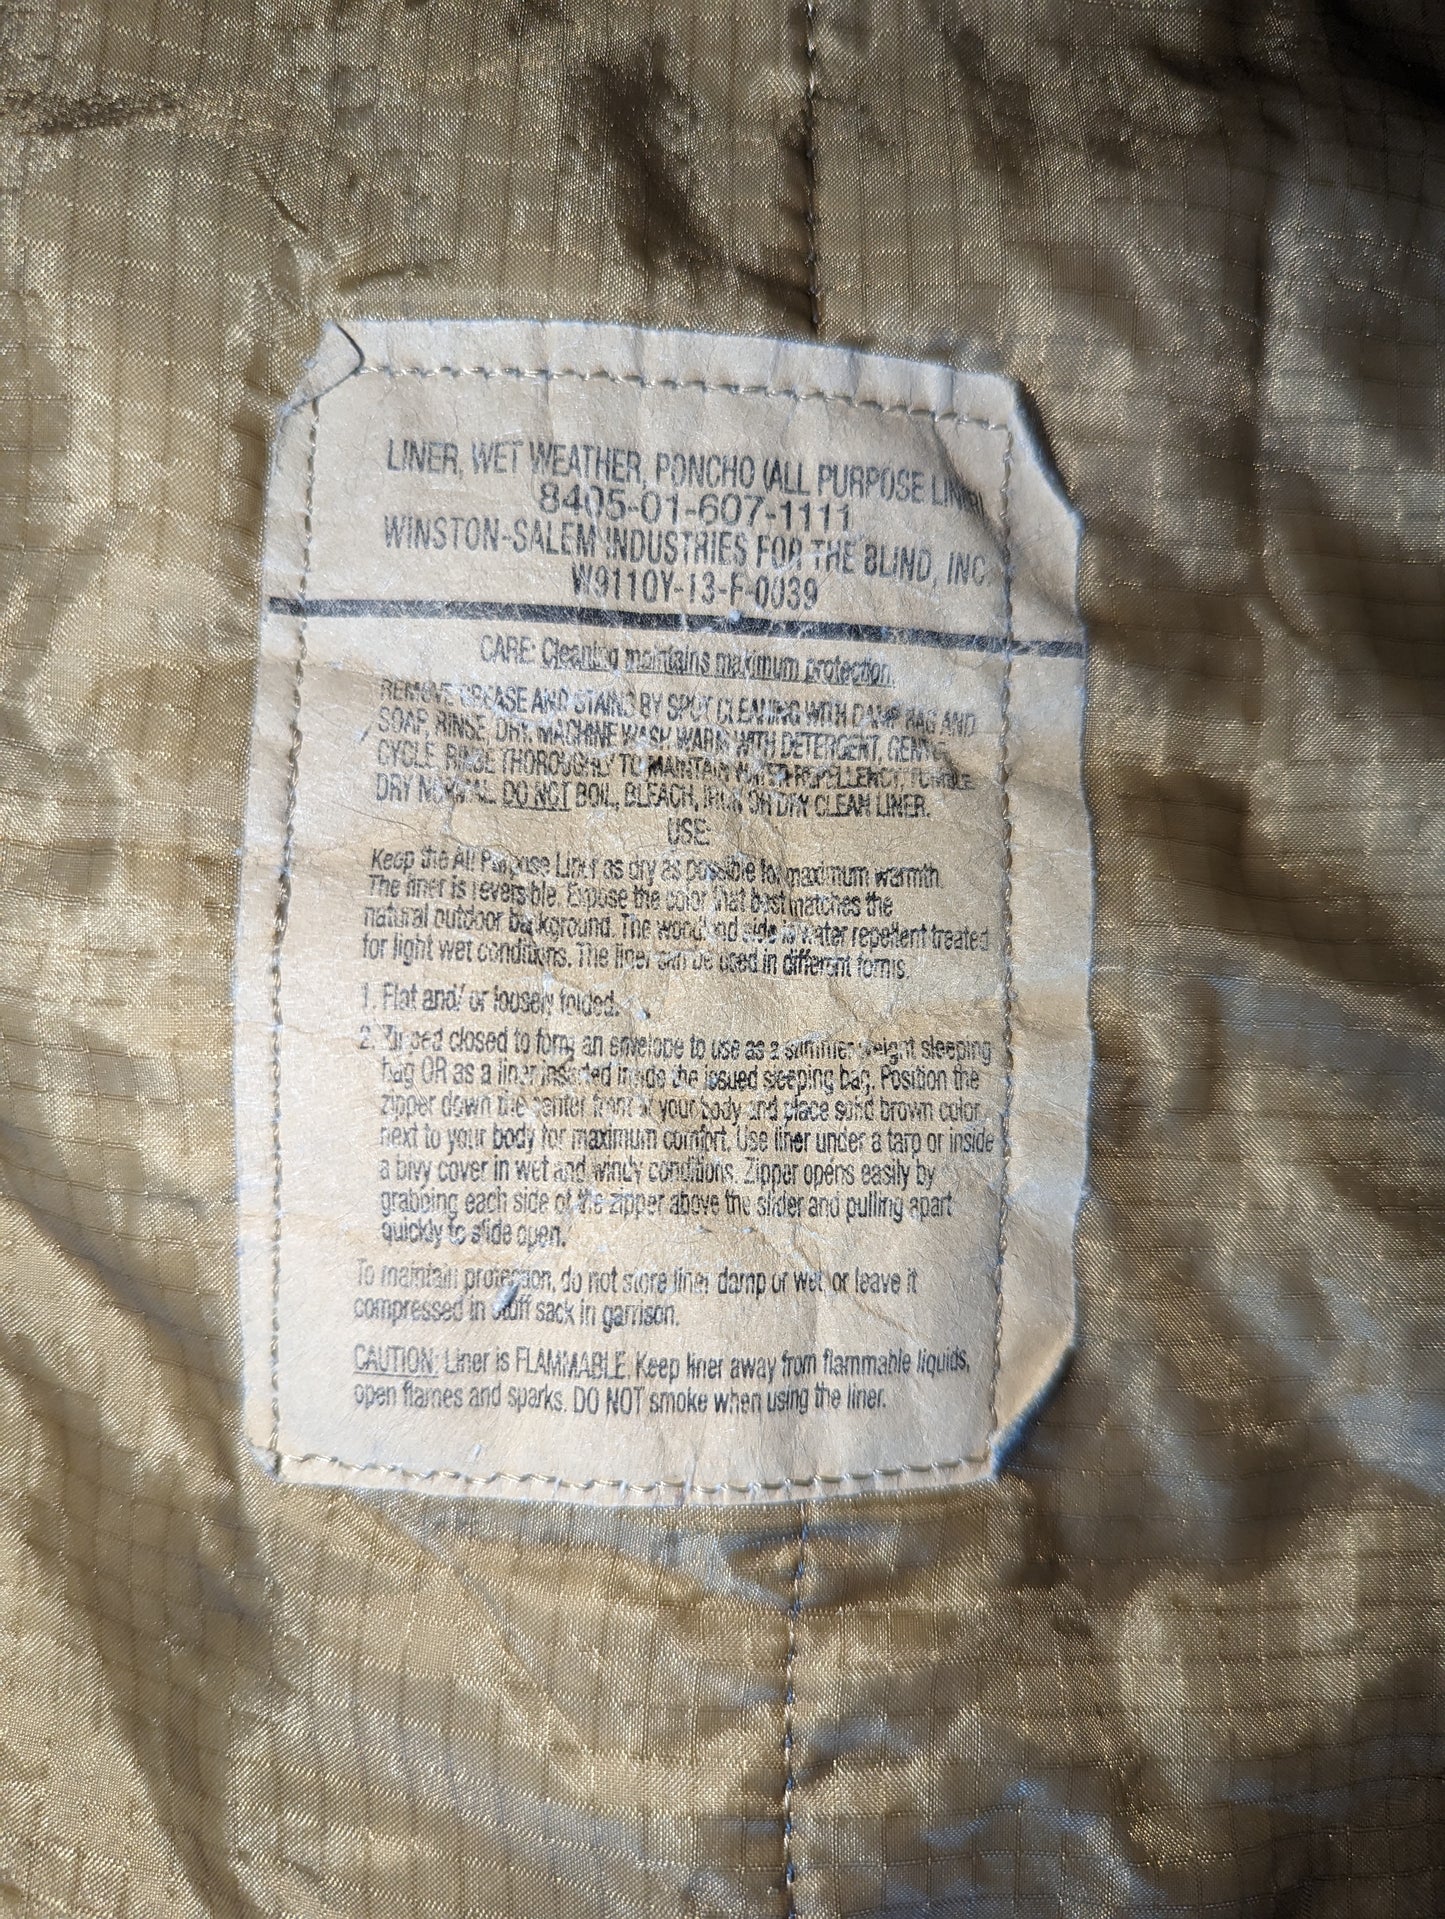 LINER, WET WEATHER, PONCHO (ALL PURPOSE LINER)
8405-01-607-1111
WINSTON-SALEM INDUSTRIES FOR THE BLIND, INC.
W9110Y-13-F-0039
CARE: Cleaning maintains maximum protection.
REMOVE GREASE AND STAINS BY SPOT CLEANING WITH DAMP RAG AND
SOAP, RINSE, DRY. MACHINE WASH WARM WITH DETERGENT, GENTLE
CYCLE. RINSE THOROUGHLY TO MAINTAIN WATER REPELLENCY, TUMBLE
DRY NORMAL. DO NOT BOIL, BLEACH, IRON OR DRY CLEAN LINER.
USE:
Keep the All Purpose Liner as dry as possible for maximum warmth.
The liner is reversible. Expose the color that best matches the
natural outdoor background. The woodland side is water repellent treated
for light wet conditions. The liner can be used in different forms.
1. Flat and/ or loosely folded.
2. Zipped closed to form an envelope to use as a summer weight sleeping
bag OR as a liner inserted inside the issued sleeping bag. Position the
zipper down the center front of your body and place solid brown color
next to your body for maximum comfort. Use liner under a tarp or inside
a bivy cover in wet and windy conditions. Zipper opens easily by
grabbing each side of the zipper above the slider and pulling apart
quickly to slide open.
To maintain protection, do not store liner damp or wet or leave it
compressed in stuff sack in garrison.
CAUTION: Liner is FLAMMABLE. Keep liner away from flammable liquids,
open flames and sparks. DO NOT smoke when using the liner.